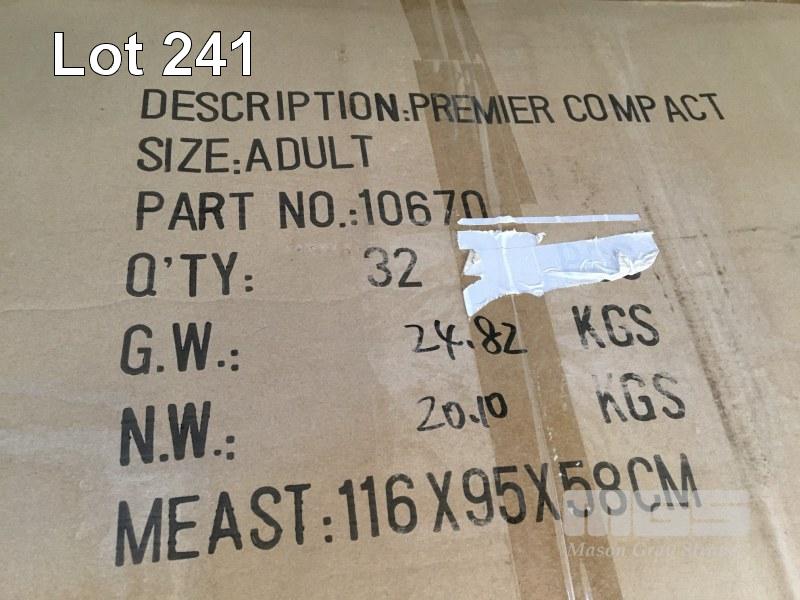 Lot 241
DESCRIPTION:PREMIER COMPACT
SIZE:ADULT
PART NO.:10670
Q'TY: 32
G.W.: 24.82 KGS
N.W.: 20.10 KGS
MEAST:116X95X58CM
MGS
Mason Gray Strange